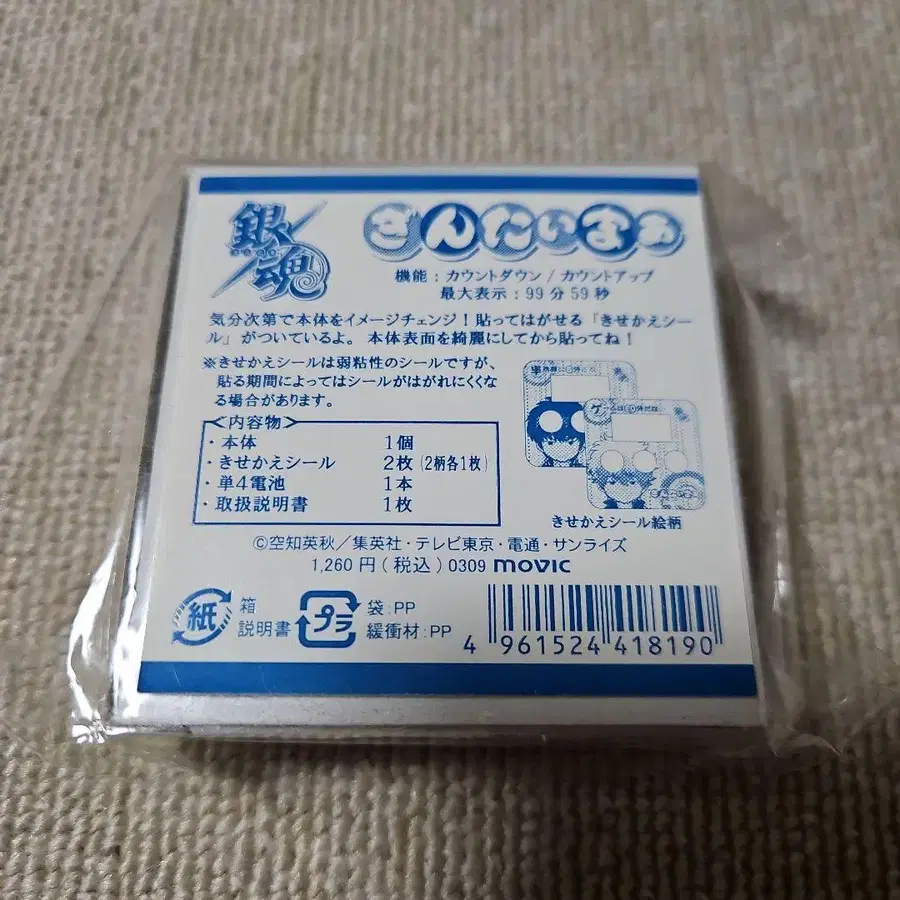 銀魂
ぎんたいまぁ
機能:カウントダウン/カウントアップ
最大表示:99分59秒
気分次第で本体をイメージチェンジ!貼ってはがせる「きせかえシー
ル」がついているよ。本体表面を綺麗にしてから貼ってね!
※きせかえシールは弱粘性のシールですが、
貼る期間によってはシールがはがれにくくな
る場合があります。
<内容物>
・本体 1個
・きせかえシール 2枚(2柄各1枚)
・単4電池 1本
・取扱説明書 1枚
きせかえシール絵柄
©空知英秋/集英社・テレビ東京・電通・サンライズ
1,260円(税込)0309 movic
紙 箱
説明書
プラ 袋:PP
緩衝材:PP
4 961524 418190